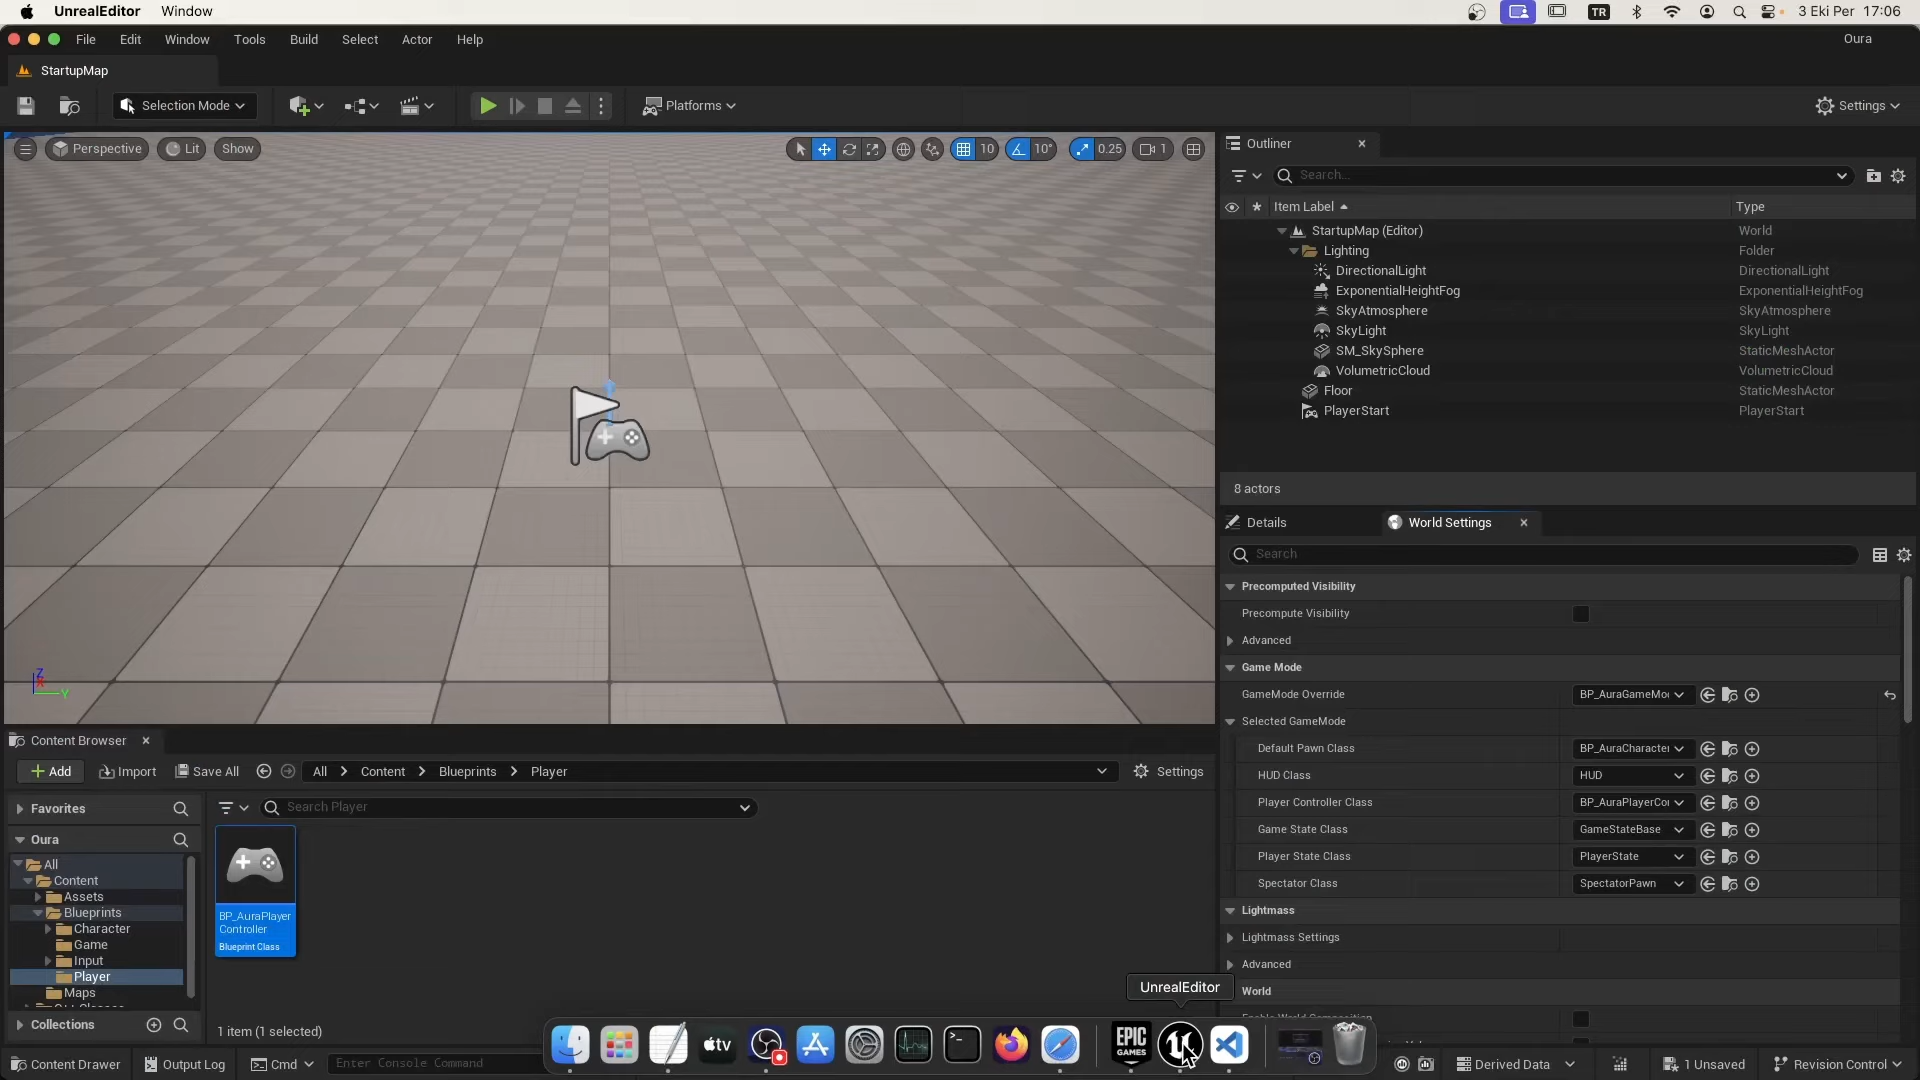 UnrealEditor Window
TR 3 Eki Per 17:06
File Edit Window Tools Build Select Actor Help Oura
StartupMap
Selection Mode Platforms Settings
Perspective Lit Show 10 10° 0.25 1
Outliner
Search...
Item Label Type
StartupMap (Editor) World
Lighting Folder
DirectionalLight DirectionalLight
ExponentialHeightFog ExponentialHeightFog
SkyAtmosphere SkyAtmosphere
SkyLight SkyLight
SM_SkySphere StaticMeshActor
VolumetricCloud VolumetricCloud
Floor StaticMeshActor
PlayerStart PlayerStart
8 actors
Details World Settings
Search
Precomputed Visibility
Precompute Visibility
Advanced
Game Mode
GameMode Override BP_AuraGameMo
Selected GameMode
Default Pawn Class BP_AuraCharacter
HUD Class HUD
Player Controller Class BP_AuraPlayerCo
Game State Class GameStateBase
Player State Class PlayerState
Spectator Class SpectatorPawn
Lightmass
Lightmass Settings
Advanced
World
Z
X
Y
Content Browser
Add Import Save All All Content Blueprints Player Settings
Favorites
Search Player
Oura
All
Content
Assets
Blueprints
Character
Game
Input
Player
Maps
Collections
BP_AuraPlayer
Controller
Blueprint Class
1 item (1 selected)
UnrealEditor
tv
EPIC
GAMES
Content Drawer Output Log Cmd Enter Console Command Derived Data 1 Unsaved Revision Control